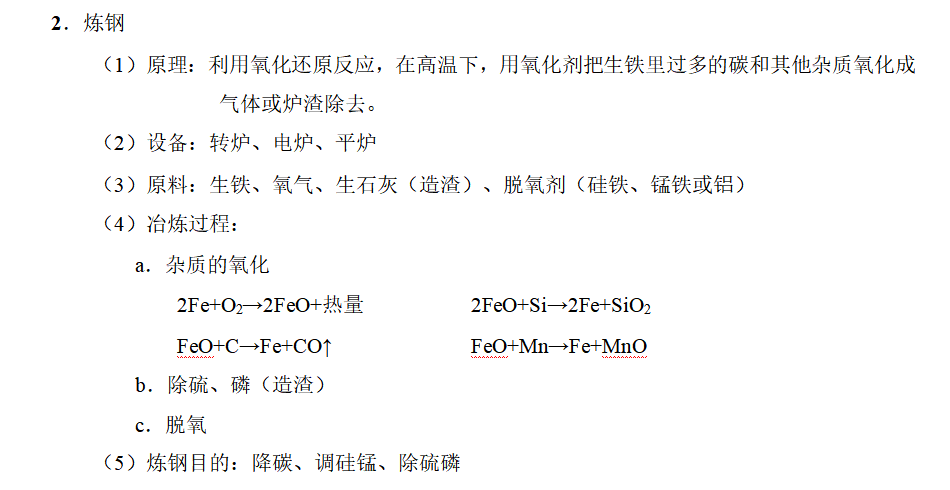 2．炼钢
（1）原理：利用氧化还原反应，在高温下，用氧化剂把生铁里过多的碳和其他杂质氧化成
气体或炉渣除去。
（2）设备：转炉、电炉、平炉
（3）原料：生铁、氧气、生石灰（造渣）、脱氧剂（硅铁、锰铁或铝）
（4）冶炼过程：
a．杂质的氧化
2Fe+O₂→2FeO+热量 2FeO+Si→2Fe+SiO₂
FeO+C→Fe+CO↑ FeO+Mn→Fe+MnO
b．除硫、磷（造渣）
c．脱氧
（5）炼钢目的：降碳、调硅锰、除硫磷